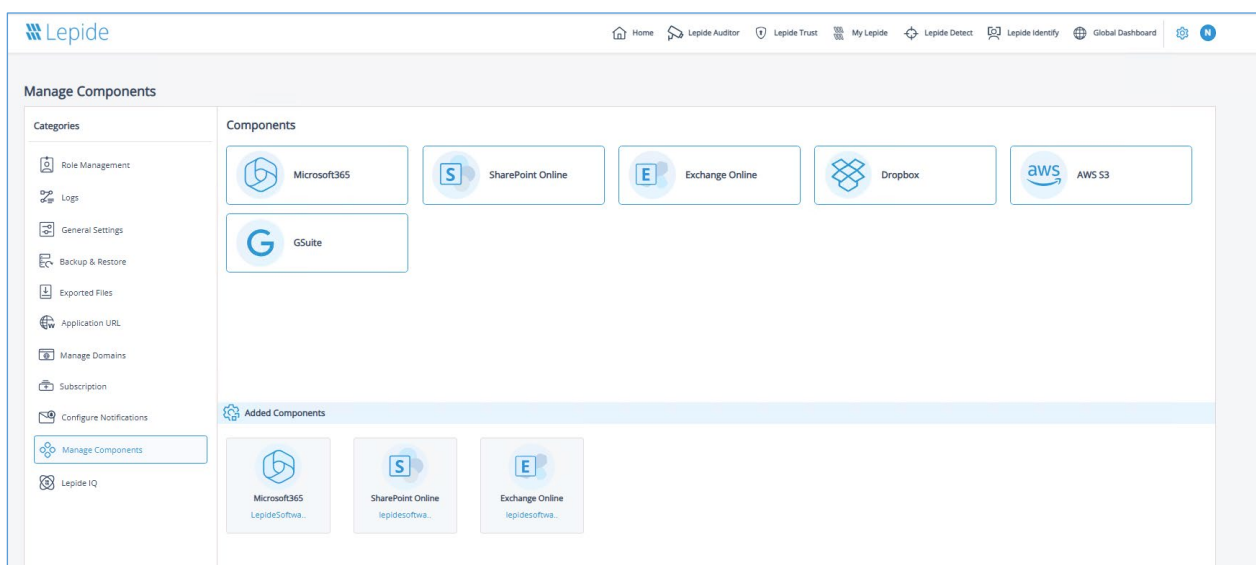 Lepide
Home Lepide Auditor Lepide Trust My Lepide Lepide Detect Lepide Identify Global Dashboard N
Manage Components
Categories
Role Management
Logs
General Settings
Backup & Restore
Exported Files
Application URL
Manage Domains
Subscription
Configure Notifications
Manage Components
Lepide IQ
Components
Microsoft365
S SharePoint Online
E Exchange Online
Dropbox
aws AWS S3
G GSuite
Added Components
Microsoft365
LepideSoftwa..
S
SharePoint Online
lepidesoftwa..
E
Exchange Online
lepidesoftwa..